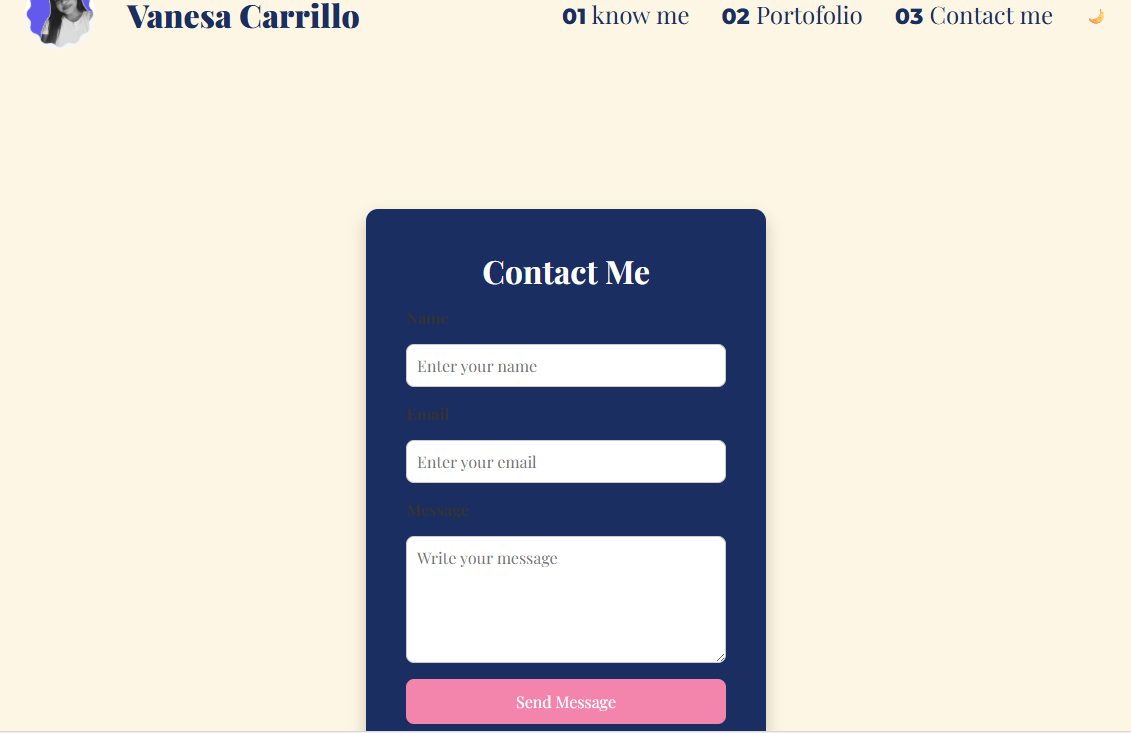 Vanesa Carrillo
01 know me
02 Portofolio
03 Contact me
Contact Me
Name
Enter your name
Email
Enter your email
Message
Write your message
Send Message